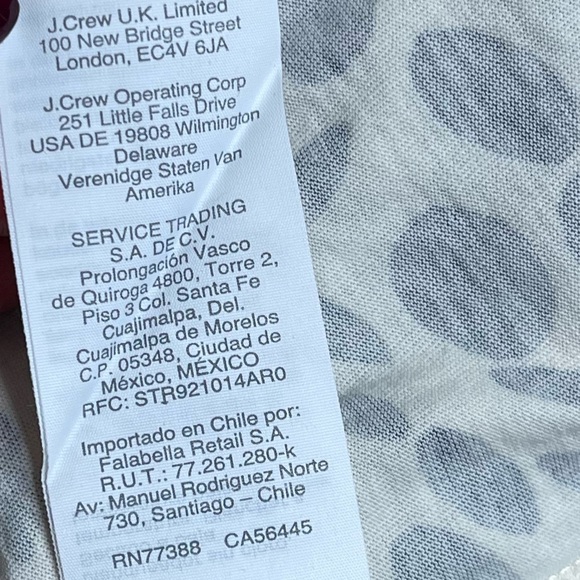 J.Crew U.K. Limited
100 New Bridge Street
London, EC4V 6JA
J.Crew Operating Corp
251 Little Falls Drive
USA DE 19808 Wilmington
Delaware
Verenidge Staten Van
Amerika
SERVICE TRADING
S.A. DE C.V.
Prolongación Vasco
de Quiroga 4800, Torre 2,
Piso 3 Col. Santa Fe
Cuajimalpa, Del.
Cuajimalpa de Morelos
C.P. 05348, Ciudad de
México, MÉXICO
RFC: STR921014AR0
Importado en Chile por:
Falabella Retail S.A.
R.U.T.: 77.261.280-k
Av: Manuel Rodriguez Norte
730, Santiago – Chile
RN77388 CA56445